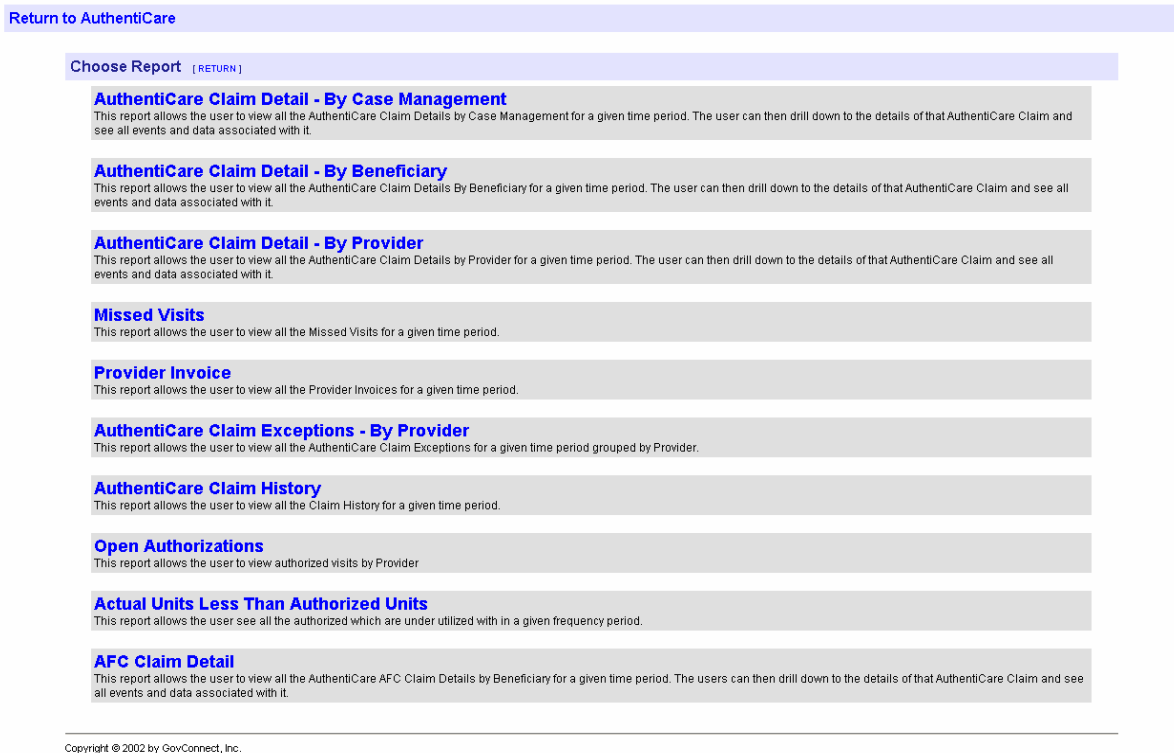 Return to AuthentiCare
Choose Report [ RETURN ]
AuthentiCare Claim Detail - By Case Management
This report allows the user to view all the AuthentiCare Claim Details by Case Management for a given time period. The user can then drill down to the details of that AuthentiCare Claim and
see all events and data associated with it.
AuthentiCare Claim Detail - By Beneficiary
This report allows the user to view all the AuthentiCare Claim Details By Beneficiary for a given time period. The user can then drill down to the details of that AuthentiCare Claim and see all
events and data associated with it.
AuthentiCare Claim Detail - By Provider
This report allows the user to view all the AuthentiCare Claim Details by Provider for a given time period. The user can then drill down to the details of that AuthentiCare Claim and see all
events and data associated with it.
Missed Visits
This report allows the user to view all the Missed Visits for a given time period.
Provider Invoice
This report allows the user to view all the Provider Invoices for a given time period.
AuthentiCare Claim Exceptions - By Provider
This report allows the user to view all the AuthentiCare Claim Exceptions for a given time period grouped by Provider.
AuthentiCare Claim History
This report allows the user to view all the Claim History for a given time period.
Open Authorizations
This report allows the user to view authorized visits by Provider
Actual Units Less Than Authorized Units
This report allows the user see all the authorized which are under utilized with in a given frequency period.
AFC Claim Detail
This report allows the user to view all the AuthentiCare AFC Claim Details by Beneficiary for a given time period. The users can then drill down to the details of that AuthentiCare Claim and see
all events and data associated with it.
Copyright © 2002 by GovConnect, Inc.